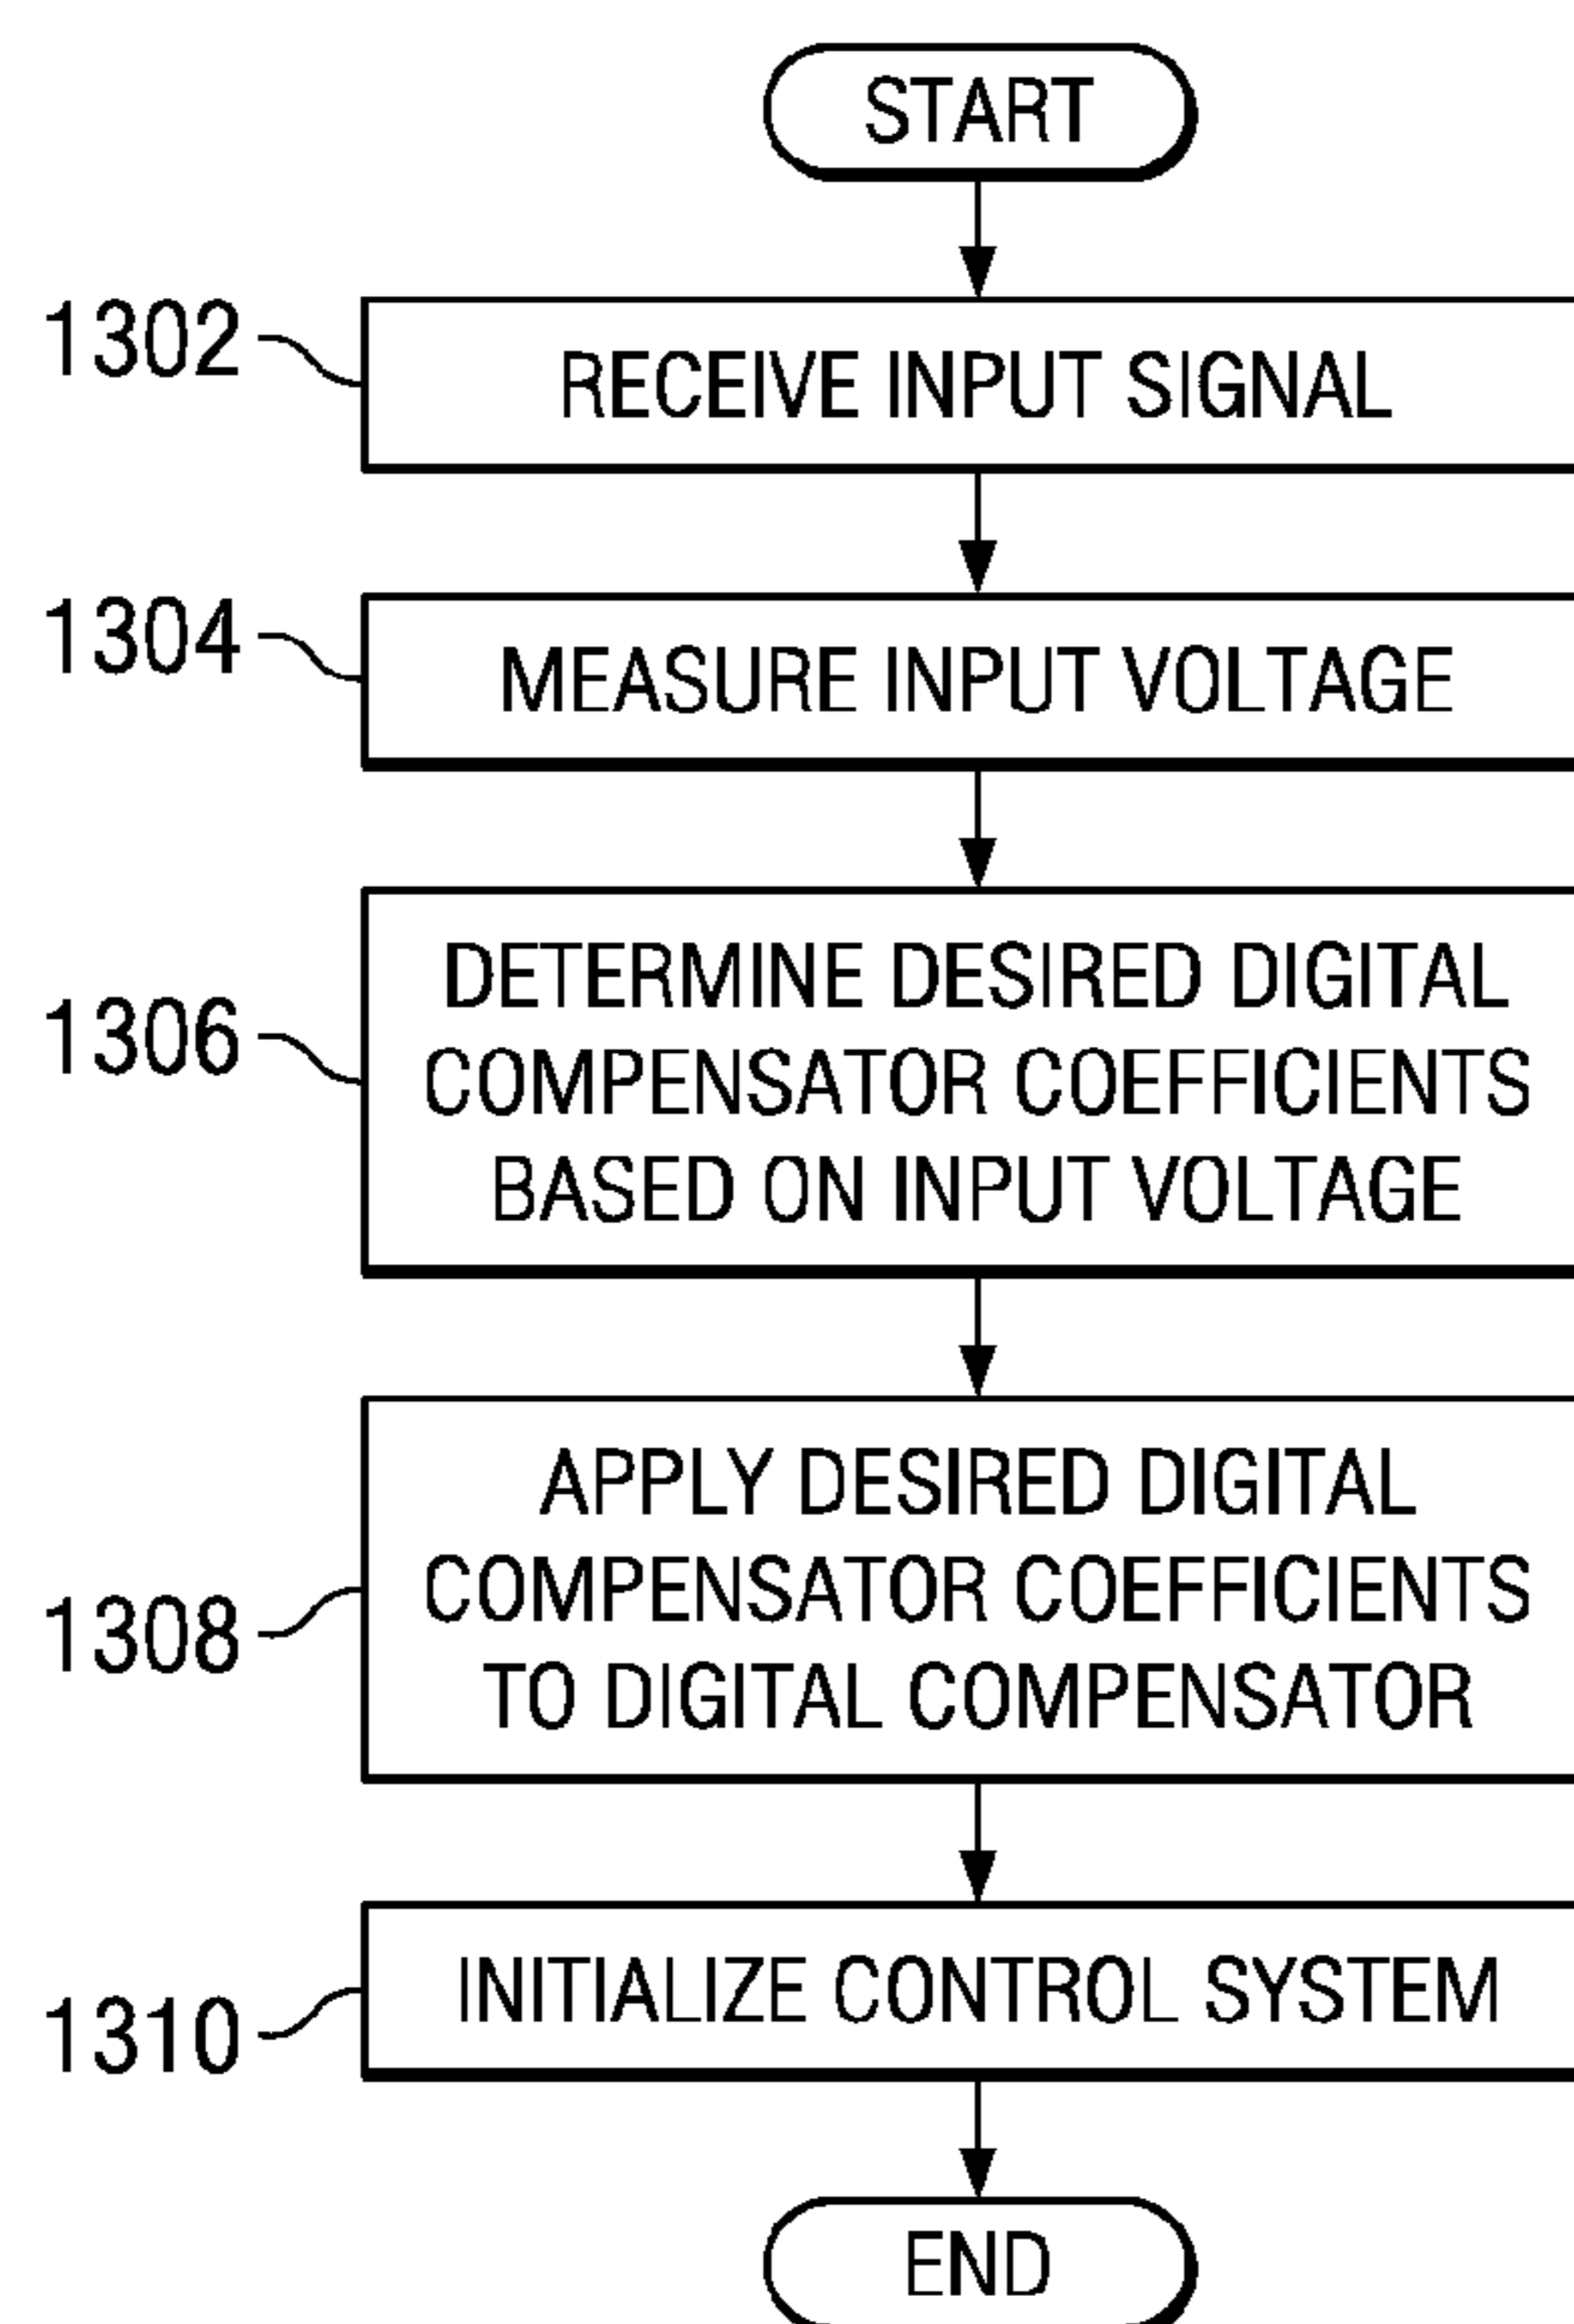 START
1302
RECEIVE INPUT SIGNAL
1304
MEASURE INPUT VOLTAGE
1306
DETERMINE DESIRED DIGITAL
COMPENSATOR COEFFICIENTS
BASED ON INPUT VOLTAGE
1308
APPLY DESIRED DIGITAL
COMPENSATOR COEFFICIENTS
TO DIGITAL COMPENSATOR
1310
INITIALIZE CONTROL SYSTEM
END